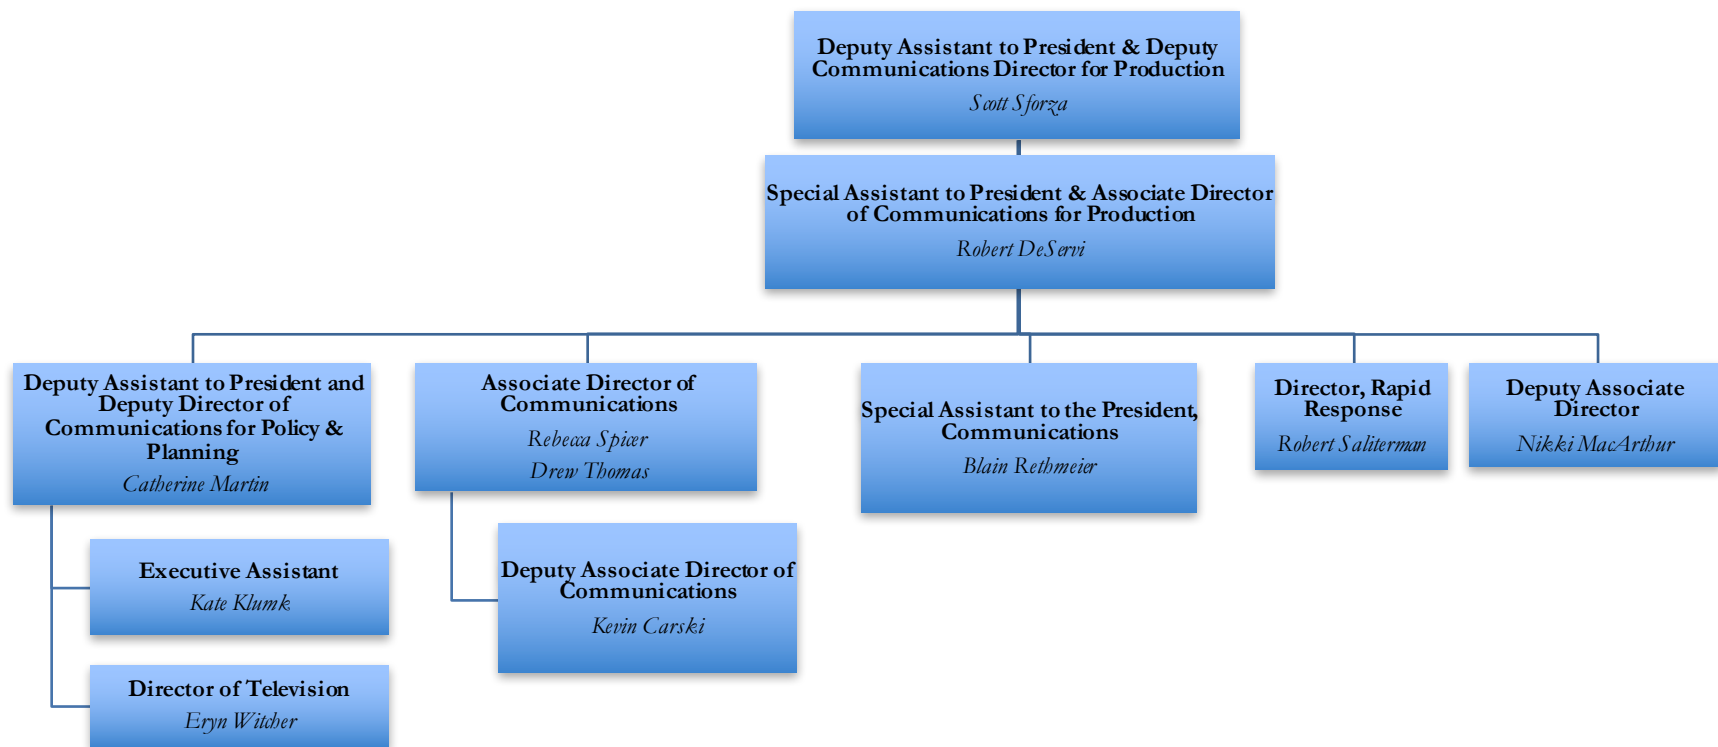 Deputy Assistant to President & Deputy
Communications Director for Production
Scott Sforza
Special Assistant to President & Associate Director
of Communications for Production
Robert DeServi
Deputy Assistant to President and
Deputy Director of
Communications for Policy &
Planning
Catherine Martin
Executive Assistant
Kate Klumk
Director of Television
Eryn Witcher
Associate Director of
Communications
Rebecca Spicer
Drew Thomas
Deputy Associate Director of
Communications
Kevin Carski
Special Assistant to the President,
Communications
Blain Rethmeier
Director, Rapid
Response
Robert Saliterman
Deputy Associate
Director
Nikki MacArthur